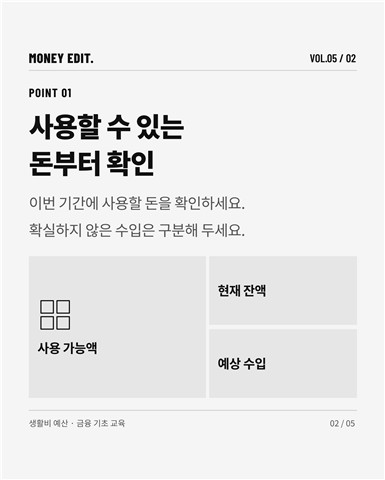 MONEY EDIT.
VOL.05 / 02
POINT 01
사용할 수 있는
돈부터 확인
이번 기간에 사용할 돈을 확인하세요.
확실하지 않은 수입은 구분해 두세요.
사용 가능액
현재 잔액
예상 수입
생활비 예산 · 금융 기초 교육
02 / 05